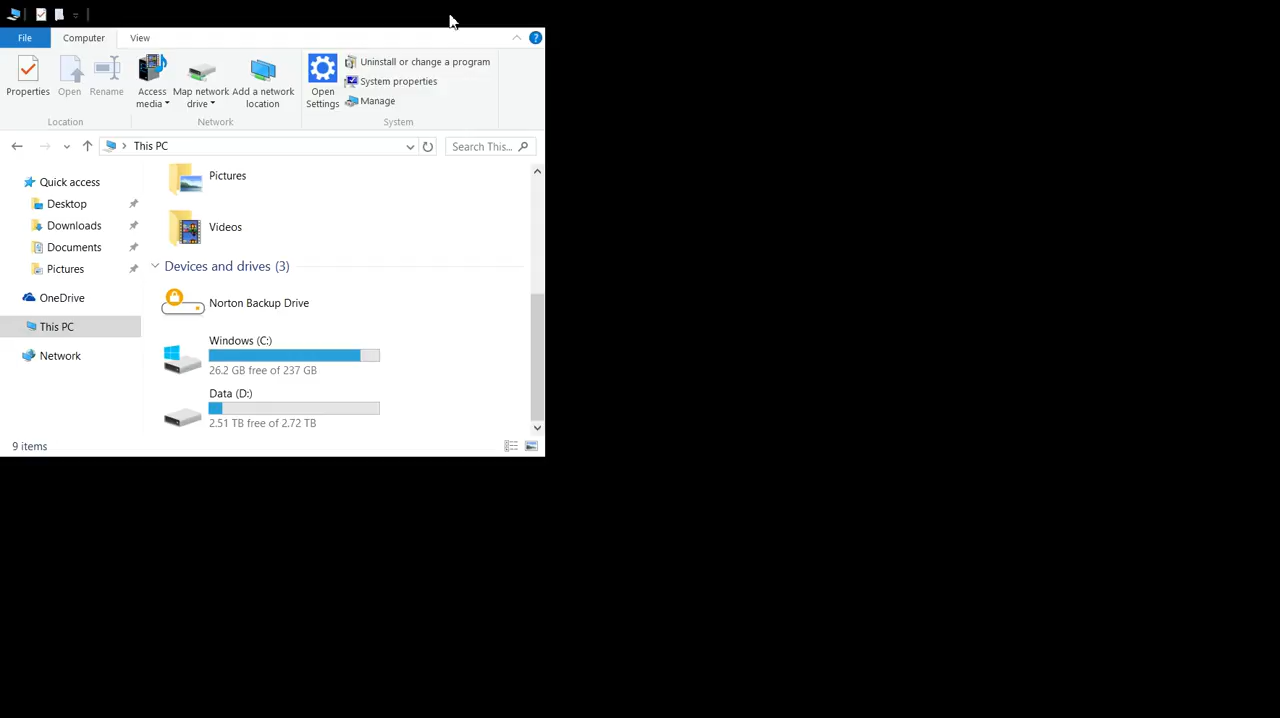 File Computer View
Properties Open Rename Access media Map network drive Add a network location Open Settings Uninstall or change a program
System properties
Manage
Location Network System
This PC Search This...
Quick access
Desktop
Downloads
Documents
Pictures
OneDrive
This PC
Network
Pictures
Videos
Devices and drives (3)
Norton Backup Drive
Windows (C:)
26.2 GB free of 237 GB
Data (D:)
2.51 TB free of 2.72 TB
9 items